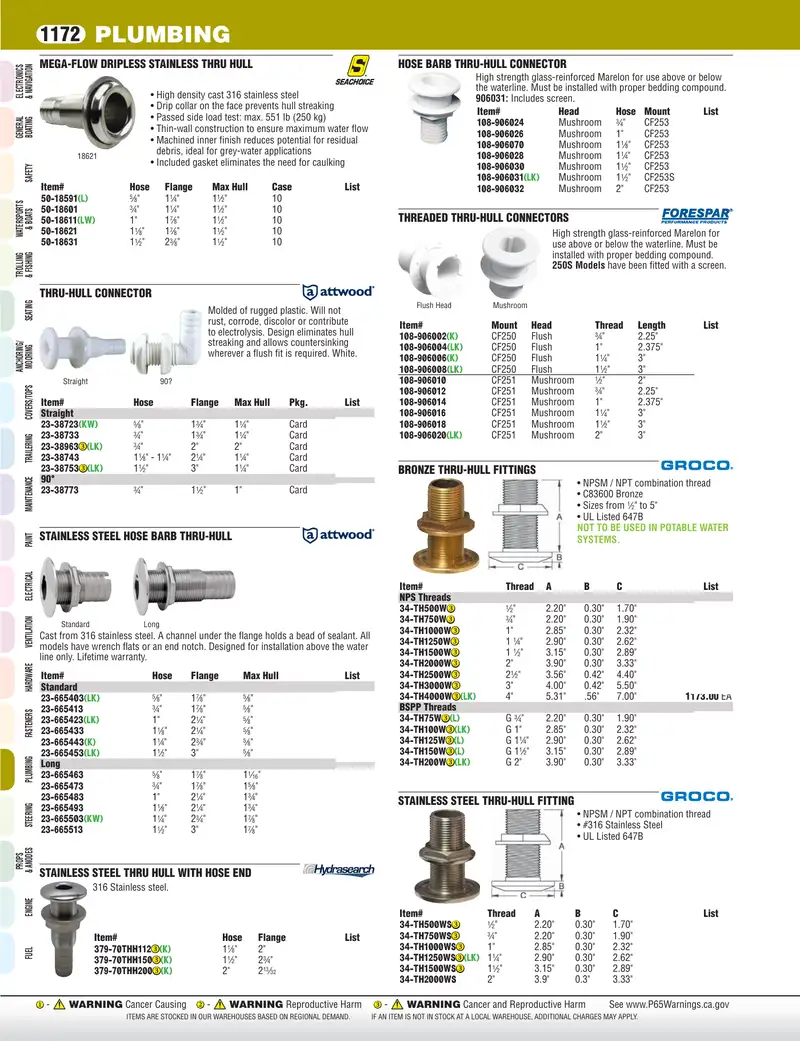 1172 PLUMBING
ELECTRONICS & NAVIGATION
GENERAL BOATING
SAFETY
WATERSPORTS & BOATS
TROLLING & FISHING
SEATING
ANCHORING/ MOORING
COVERS/TOPS
TRAILERING
MAINTENANCE
PAINT
ELECTRICAL
VENTILATION
HARDWARE
FASTENERS
PLUMBING
STEERING
PROPS & ANODES
ENGINE
FUEL
MEGA-FLOW DRIPLESS STAINLESS THRU HULL
S
SEACHOICE
• High density cast 316 stainless steel
• Drip collar on the face prevents hull streaking
• Passed side load test: max. 551 lb (250 kg)
• Thin-wall construction to ensure maximum water flow
• Machined inner finish reduces potential for residual
debris, ideal for grey-water applications
• Included gasket eliminates the need for caulking
18621
Item# Hose Flange Max Hull Case List
50-18591(L) ⅝" 1¼" 1½" 10
50-18601 ¾" 1¼" 1½" 10
50-18611(LW) 1" 1⅞" 1½" 10
50-18621 1⅛" 1⅞" 1½" 10
50-18631 1½" 2⅜" 1½" 10
THRU-HULL CONNECTOR
attwood
Molded of rugged plastic. Will not
rust, corrode, discolor or contribute
to electrolysis. Design eliminates hull
streaking and allows countersinking
wherever a flush fit is required. White.
Straight 90?
Item# Hose Flange Max Hull Pkg. List
Straight
23-38723(KW) ⅝" 1¾" 1¼" Card
23-38733 ¾" 1¾" 1¼" Card
23-38963③(LK) ¾" 2" 2" Card
23-38743 1⅛" - 1¼" 2¼" 1¼" Card
23-38753③(LK) 1½" 3" 1¼" Card
90°
23-38773 ¾" 1½" 1" Card
STAINLESS STEEL HOSE BARB THRU-HULL
attwood
Standard Long
Cast from 316 stainless steel. A channel under the flange holds a bead of sealant. All
models have wrench flats or an end notch. Designed for installation above the water
line only. Lifetime warranty.
Item# Hose Flange Max Hull List
Standard
23-665403(LK) ⅝" 1⅞" ⅝"
23-665413 ¾" 1⅞" ⅝"
23-665423(LK) 1" 2¼" ⅝"
23-665433 1⅛" 2¼" ⅝"
23-665443(K) 1¼" 2¾" ⅝"
23-665453(LK) 1½" 3" ⅝"
Long
23-665463 ⅝" 1⅞" 1¹⁄₁₆"
23-665473 ¾" 1⅞" 1⅝"
23-665483 1" 2¼" 1¾"
23-665493 1⅛" 2¼" 1¾"
23-665503(KW) 1¼" 2¾" 1⅞"
23-665513 1½" 3" 1⅞"
STAINLESS STEEL THRU HULL WITH HOSE END
Hydrasearch
316 Stainless steel.
Item# Hose Flange List
379-70THH112③(K) 1⅛" 2"
379-70THH150③(K) 1½" 2¾"
379-70THH200③(K) 2" 2¹³⁄₃₂
HOSE BARB THRU-HULL CONNECTOR
High strength glass-reinforced Marelon for use above or below
the waterline. Must be installed with proper bedding compound.
906031: Includes screen.
Item# Head Hose Mount List
108-906024 Mushroom ¾" CF253
108-906026 Mushroom 1" CF253
108-906070 Mushroom 1⅛" CF253
108-906028 Mushroom 1¼" CF253
108-906030 Mushroom 1½" CF253
108-906031(LK) Mushroom 1½" CF253S
108-906032 Mushroom 2" CF253
THREADED THRU-HULL CONNECTORS
FORESPAR®
PERFORMANCE PRODUCTS
High strength glass-reinforced Marelon for
use above or below the waterline. Must be
installed with proper bedding compound.
250S Models have been fitted with a screen.
Flush Head Mushroom
Item# Mount Head Thread Length List
108-906002(K) CF250 Flush ¾" 2.25"
108-906004(LK) CF250 Flush 1" 2.375"
108-906006(K) CF250 Flush 1¼" 3"
108-906008(LK) CF250 Flush 1½" 3"
108-906010 CF251 Mushroom ½" 2"
108-906012 CF251 Mushroom ¾" 2.25"
108-906014 CF251 Mushroom 1" 2.375"
108-906016 CF251 Mushroom 1¼" 3"
108-906018 CF251 Mushroom 1½" 3"
108-906020(LK) CF251 Mushroom 2" 3"
BRONZE THRU-HULL FITTINGS
GROCO®
• NPSM / NPT combination thread
• C83600 Bronze
• Sizes from ½" to 5"
• UL Listed 647B
NOT TO BE USED IN POTABLE WATER
SYSTEMS.
A
B
C
Item# Thread A B C List
NPS Threads
34-TH500W③ ½" 2.20" 0.30" 1.70"
34-TH750W③ ¾" 2.20" 0.30" 1.90"
34-TH1000W③ 1" 2.85" 0.30" 2.32"
34-TH1250W③ 1 ¼" 2.90" 0.30" 2.62"
34-TH1500W③ 1 ½" 3.15" 0.30" 2.89"
34-TH2000W③ 2" 3.90" 0.30" 3.33"
34-TH2500W③ 2½" 3.56" 0.42" 4.40"
34-TH3000W③ 3" 4.00" 0.42" 5.50"
34-TH4000W③(LK) 4" 5.31" .56" 7.00" 1173.00 EA
BSPP Threads
34-TH75W③(L) G ¾" 2.20" 0.30" 1.90"
34-TH100W③(LK) G 1" 2.85" 0.30" 2.32"
34-TH125W③(L) G 1¼" 2.90" 0.30" 2.62"
34-TH150W③(L) G 1½" 3.15" 0.30" 2.89"
34-TH200W③(LK) G 2" 3.90" 0.30" 3.33"
STAINLESS STEEL THRU-HULL FITTING
GROCO®
• NPSM / NPT combination thread
• #316 Stainless Steel
• UL Listed 647B
A
B
C
Item# Thread A B C List
34-TH500WS③ ½" 2.20" 0.30" 1.70"
34-TH750WS③ ¾" 2.20" 0.30" 1.90"
34-TH1000WS③ 1" 2.85" 0.30" 2.32"
34-TH1250WS③(LK) 1¼" 2.90" 0.30" 2.62"
34-TH1500WS③ 1½" 3.15" 0.30" 2.89"
34-TH2000WS 2" 3.9" 0.3" 3.33"
① - ⚠ WARNING Cancer Causing ② - ⚠ WARNING Reproductive Harm ③ - ⚠ WARNING Cancer and Reproductive Harm See www.P65Warnings.ca.gov
ITEMS ARE STOCKED IN OUR WAREHOUSES BASED ON REGIONAL DEMAND. IF AN ITEM IS NOT IN STOCK AT A LOCAL WAREHOUSE, ADDITIONAL CHARGES MAY APPLY.